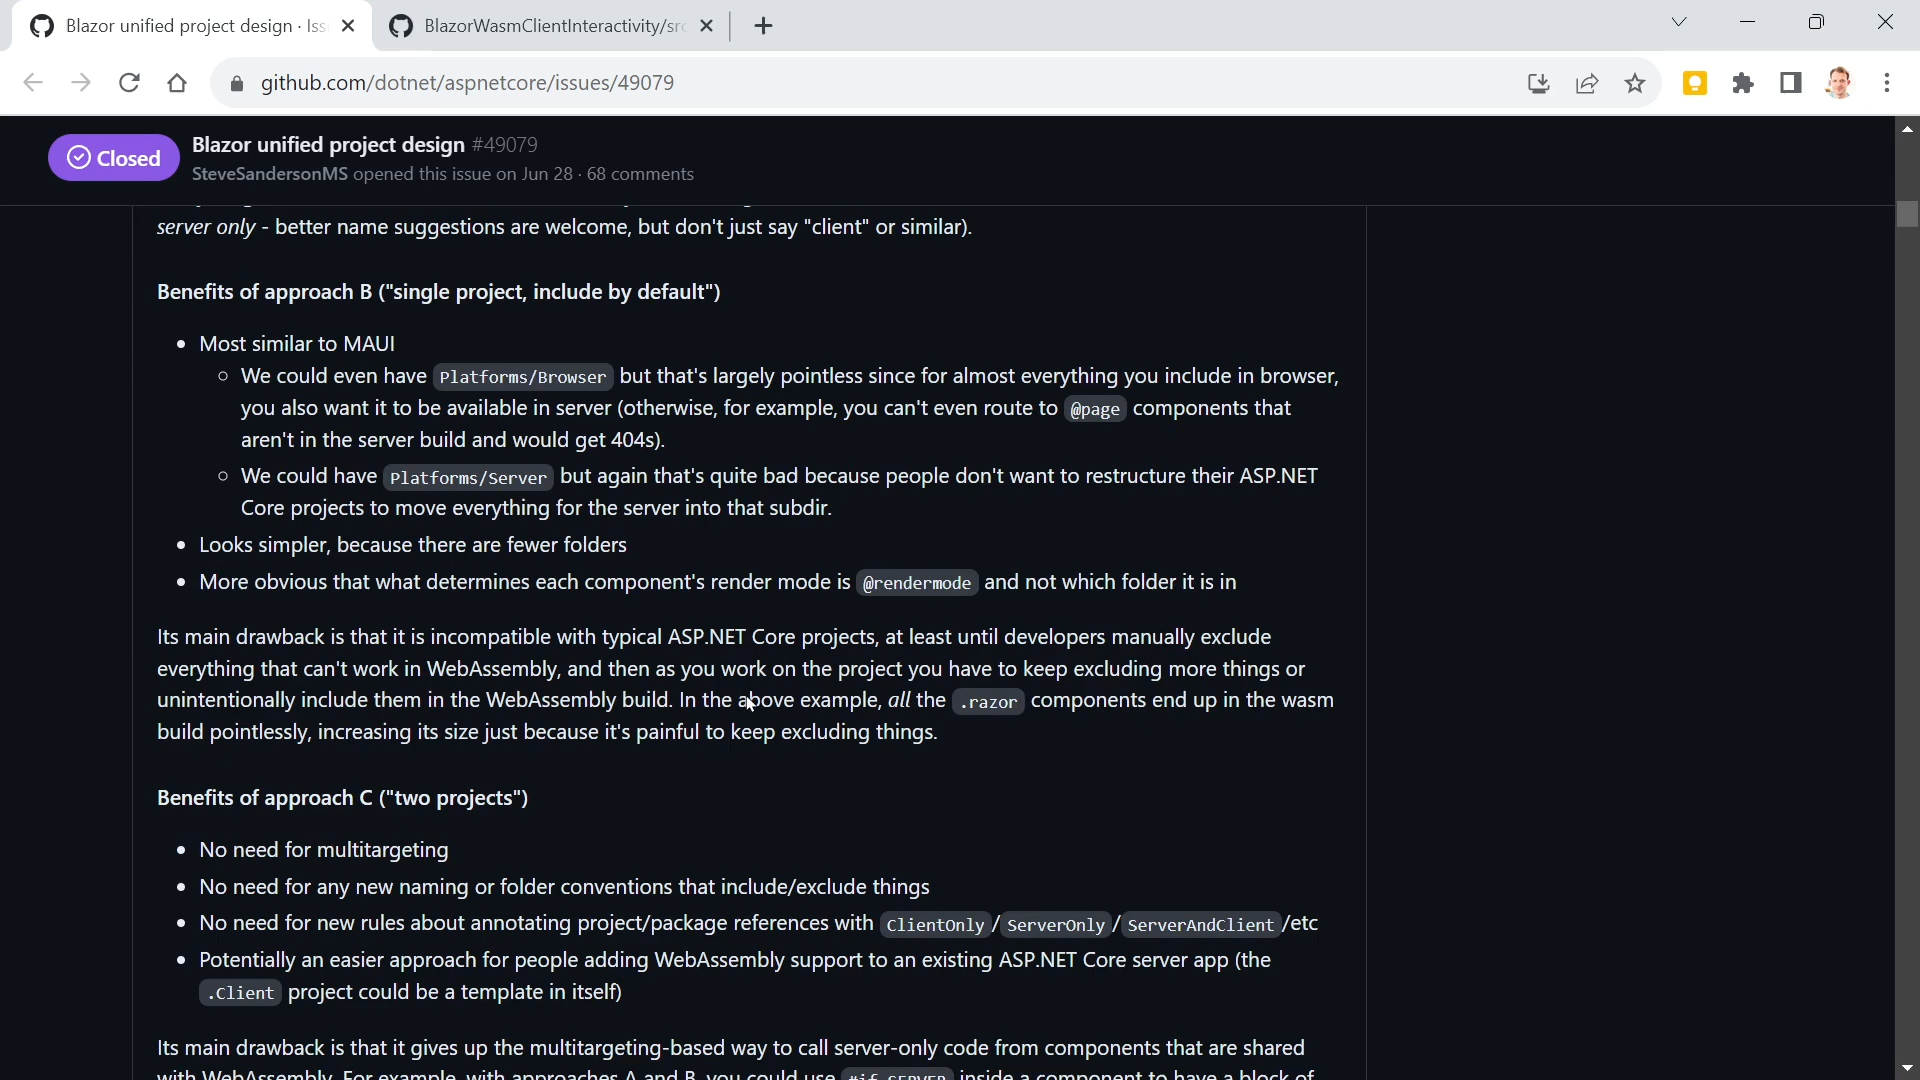 Blazor unified project design · Iss
BlazorWasmClientInteractivity/src
github.com/dotnet/aspnetcore/issues/49079
Closed
Blazor unified project design #49079
SteveSandersonMS opened this issue on Jun 28 · 68 comments
server only - better name suggestions are welcome, but don't just say "client" or similar).
Benefits of approach B ("single project, include by default")
• Most similar to MAUI
○ We could even have Platforms/Browser but that's largely pointless since for almost everything you include in browser,
you also want it to be available in server (otherwise, for example, you can't even route to @page components that
aren't in the server build and would get 404s).
○ We could have Platforms/Server but again that's quite bad because people don't want to restructure their ASP.NET
Core projects to move everything for the server into that subdir.
• Looks simpler, because there are fewer folders
• More obvious that what determines each component's render mode is @rendermode and not which folder it is in
Its main drawback is that it is incompatible with typical ASP.NET Core projects, at least until developers manually exclude
everything that can't work in WebAssembly, and then as you work on the project you have to keep excluding more things or
unintentionally include them in the WebAssembly build. In the above example, all the .razor components end up in the wasm
build pointlessly, increasing its size just because it's painful to keep excluding things.
Benefits of approach C ("two projects")
• No need for multitargeting
• No need for any new naming or folder conventions that include/exclude things
• No need for new rules about annotating project/package references with ClientOnly/ServerOnly/ServerAndClient/etc
• Potentially an easier approach for people adding WebAssembly support to an existing ASP.NET Core server app (the
.Client project could be a template in itself)
Its main drawback is that it gives up the multitargeting-based way to call server-only code from components that are shared
with WebAssembly. For example, with approaches A and B, you could use #if SERVER inside a component to have a block of